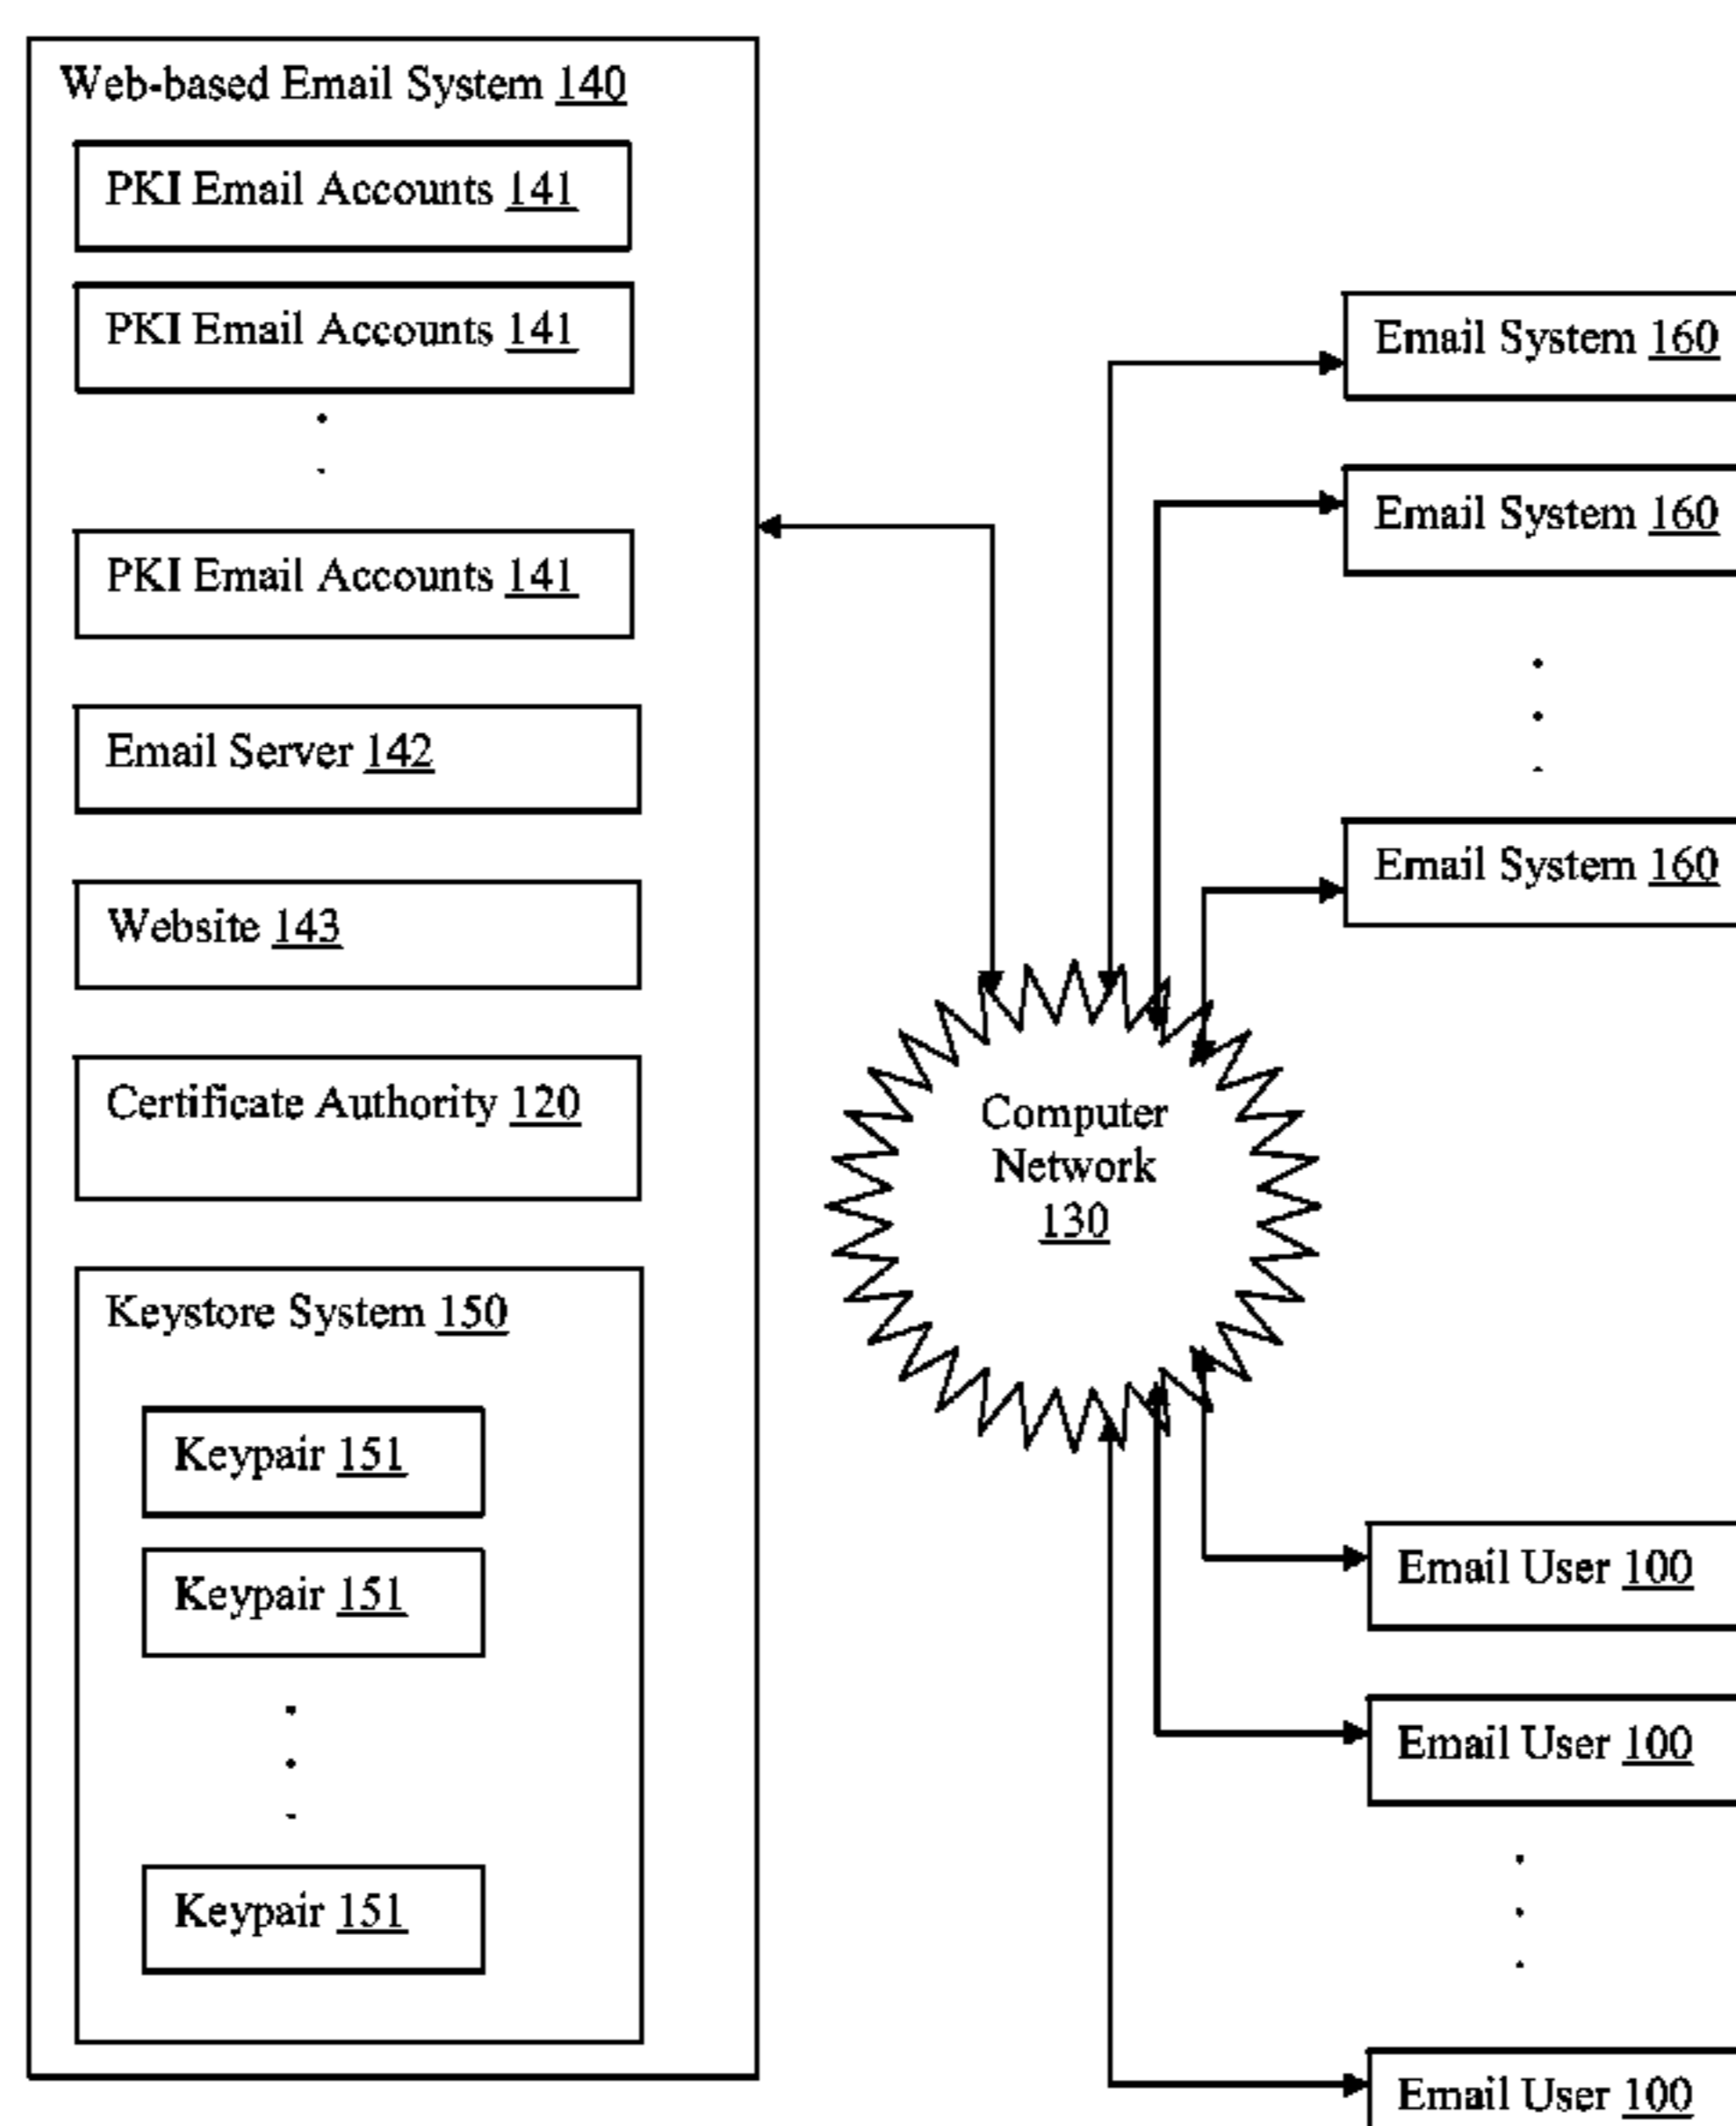 Web-based Email System 140
PKI Email Accounts 141
PKI Email Accounts 141
PKI Email Accounts 141
Email Server 142
Website 143
Certificate Authority 120
Keystore System 150
Keypair 151
Keypair 151
Keypair 151
Computer
Network
130
Email System 160
Email System 160
Email System 160
Email User 100
Email User 100
Email User 100